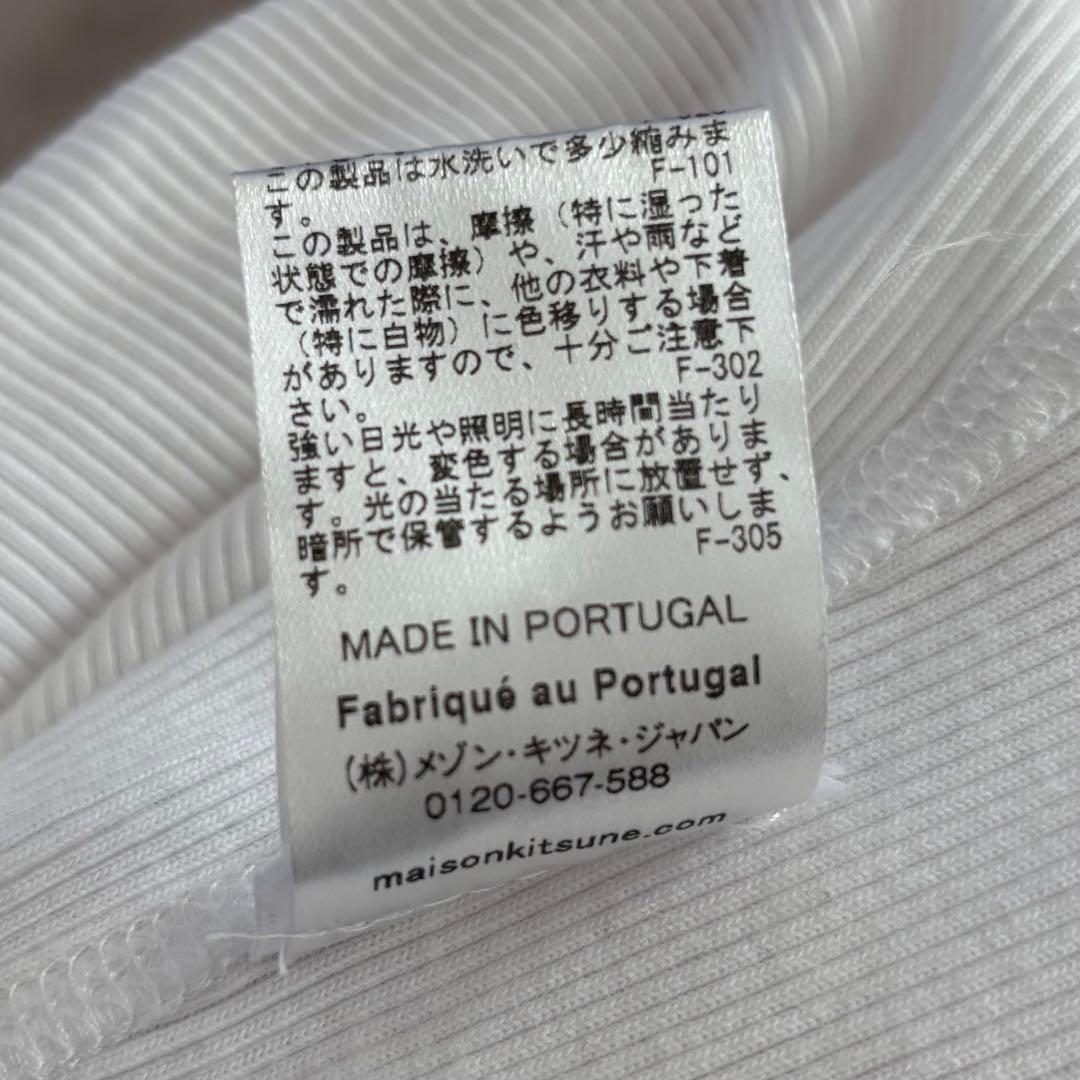 この製品は水洗いで多少縮みま
す。 F-101
この製品は、摩擦（特に湿った
状態での摩擦）や、汗や雨など
で濡れた際に、他の衣料や下着
（特に白物）に色移りする場合
がありますので、十分ご注意下
さい。 F-302
強い日光や照明に長時間当たり
ますと、変色する場合がありま
す。光の当たる場所に放置せず、
暗所で保管するようお願いしま
す。 F-305
MADE IN PORTUGAL
Fabriqué au Portugal
(株)メゾン・キツネ・ジャパン
0120-667-588
maisonkitsune.com